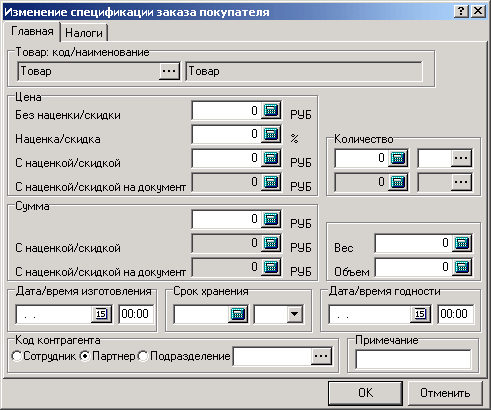 Изменение спецификации заказа покупателя
Главная Налоги
Товар: код/наименование
Товар ... Товар
Цена
Без наценки/скидки 0 РУБ
Наценка/скидка 0 %
С наценкой/скидкой 0 РУБ
С наценкой/скидкой на документ 0 РУБ
Количество
0 ...
0 ...
Сумма
0 РУБ
С наценкой/скидкой 0 РУБ
С наценкой/скидкой на документ 0 РУБ
Вес 0
Объем 0
Дата/время изготовления
. . 15 00:00
Срок хранения
Дата/время годности
. . 15 00:00
Код контрагента
Сотрудник Партнер Подразделение ...
Примечание
OK Отменить